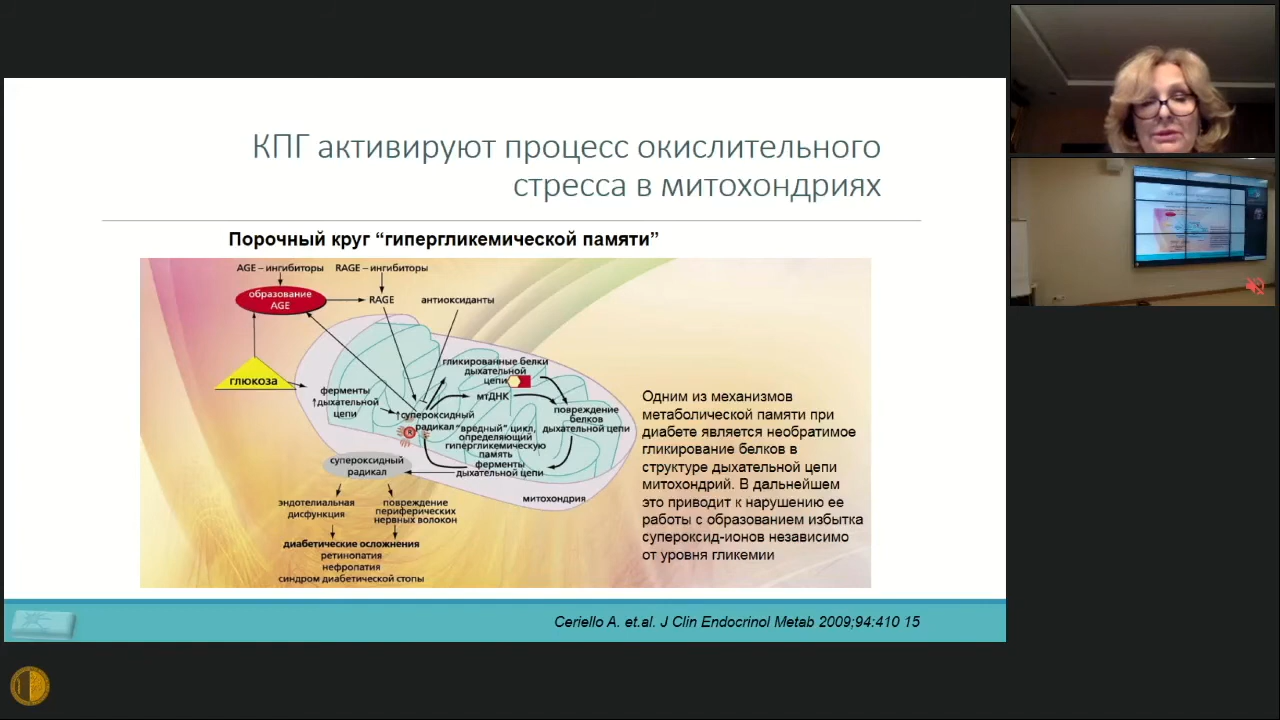 КПГ активируют процесс окислительного
стресса в митохондриях
Порочный круг “гипергликемической памяти”
AGE – ингибиторы
RAGE – ингибиторы
образование
AGE
RAGE
антиоксиданты
глюкоза
ферменты
↑дыхательной
цепи
гликированные белки
дыхательной
цепи
мтДНК
↑супероксидный
радикал
"вредный" цикл,
определяющий
гипергликемическую
память
повреждение
белков
дыхательной цепи
ферменты
дыхательной цепи
супероксидный
радикал
митохондрия
эндотелиальная
дисфункция
повреждение
периферических
нервных волокон
диабетические осложнения
ретинопатия
нефропатия
синдром диабетической стопы
Одним из механизмов
метаболической памяти при
диабете является необратимое
гликирование белков в
структуре дыхательной цепи
митохондрий. В дальнейшем
это приводит к нарушению ее
работы с образованием избытка
супероксид-ионов независимо
от уровня гликемии
Ceriello A. et.al. J Clin Endocrinol Metab 2009;94:410 15